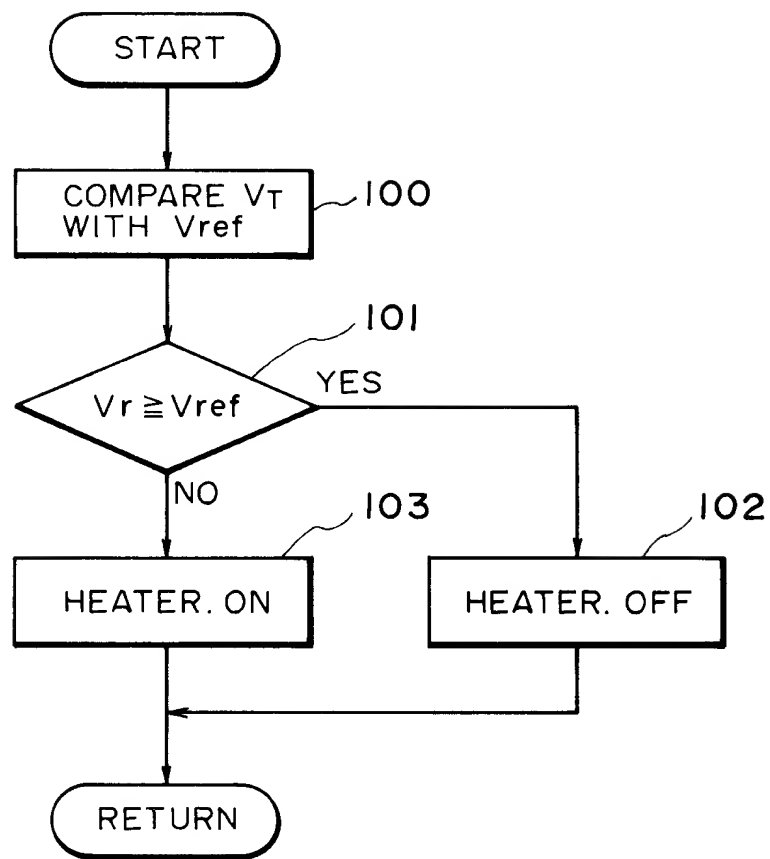 START
COMPARE VT
WITH Vref
100
101
Vr ≧ Vref
YES
NO
103
102
HEATER. ON
HEATER. OFF
RETURN